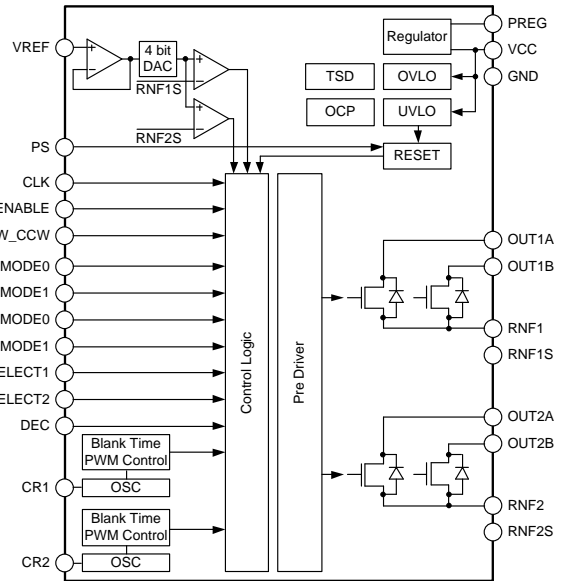 VREF
4 bit
DAC
RNF1S
RNF2S
Regulator
TSD
OVLO
OCP
UVLO
RESET
PREG
VCC
GND
PS
CLK
ENABLE
W_CCW
MODE0
MODE1
MODE0
MODE1
ELECT1
ELECT2
DEC
Blank Time
PWM Control
OSC
CR1
Blank Time
PWM Control
OSC
CR2
Control Logic
Pre Driver
OUT1A
OUT1B
RNF1
RNF1S
OUT2A
OUT2B
RNF2
RNF2S